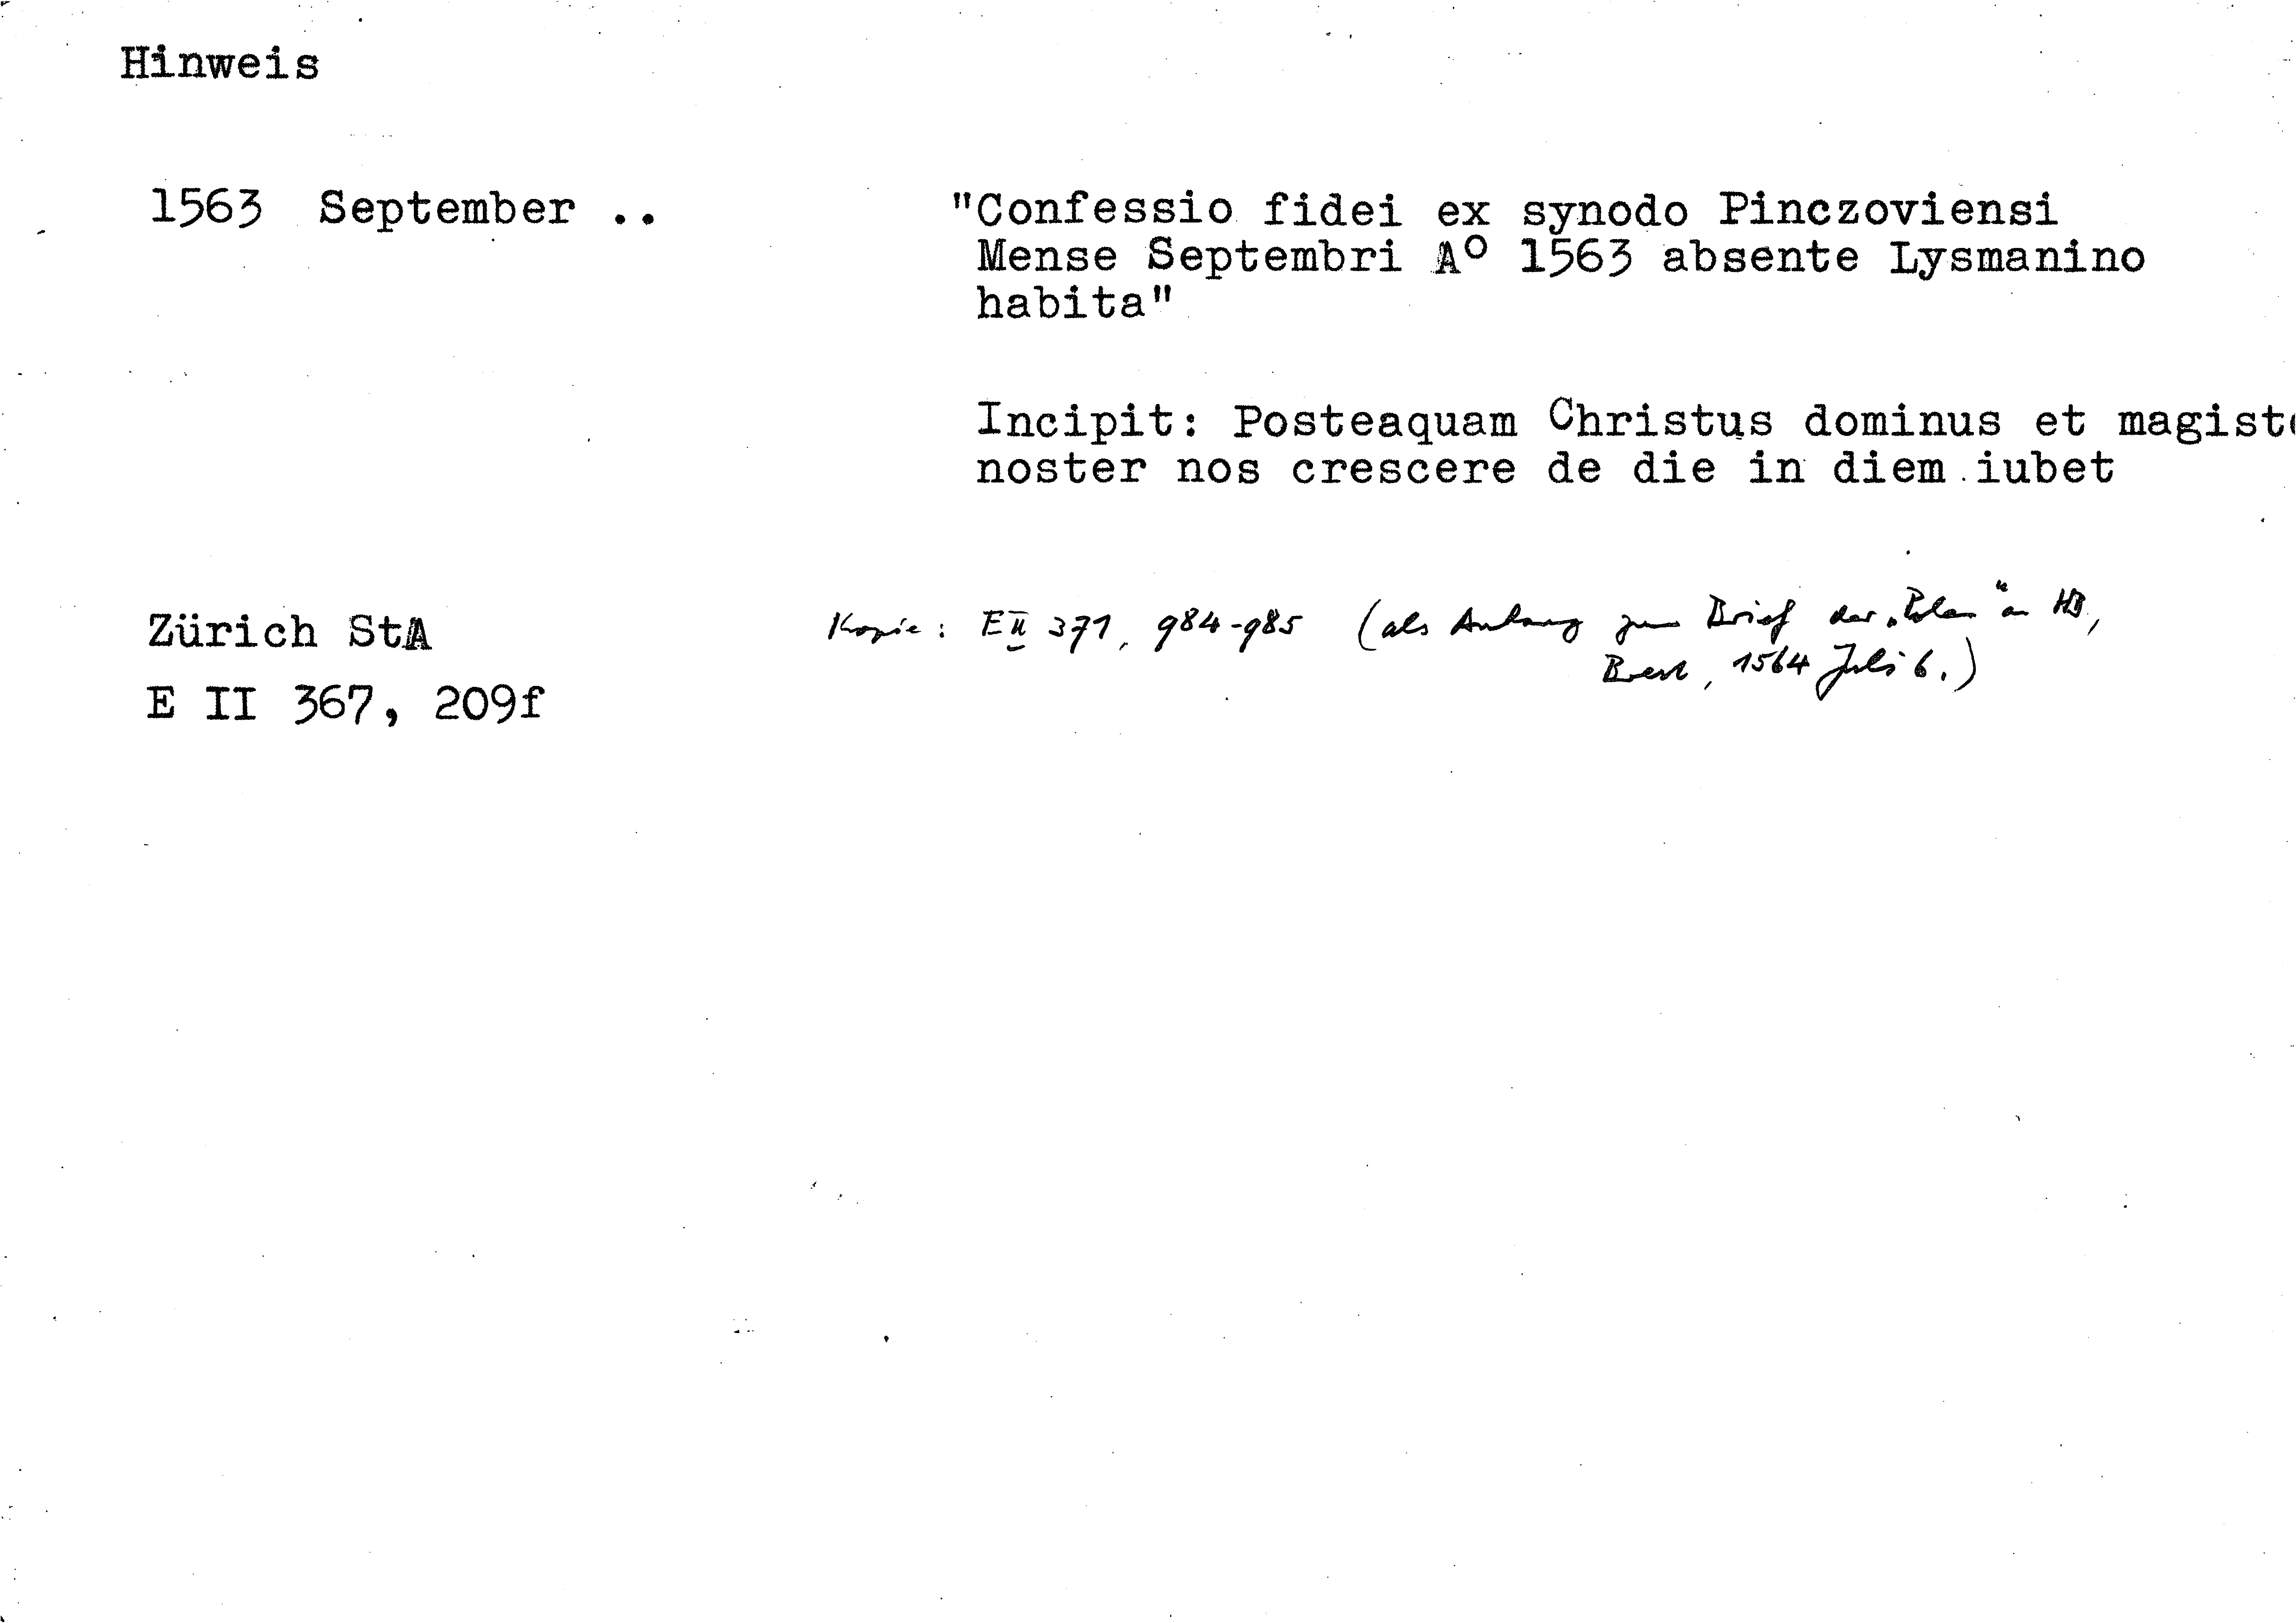 Hinweis
1563 September ..
"Confessio fidei ex synodo Pinczoviensi
Mense Septembri Aº 1563 absente Lysmanino
habita"
Incipit: Posteaquam Christus dominus et magiste
noster nos crescere de die in diem iubet
Zürich StA
E II 367, 209f
Kopie: E II 371, 984-985 (als Anhang zum Brief der „Polen“ an HB,
Brest, 1564 Juli 6.)